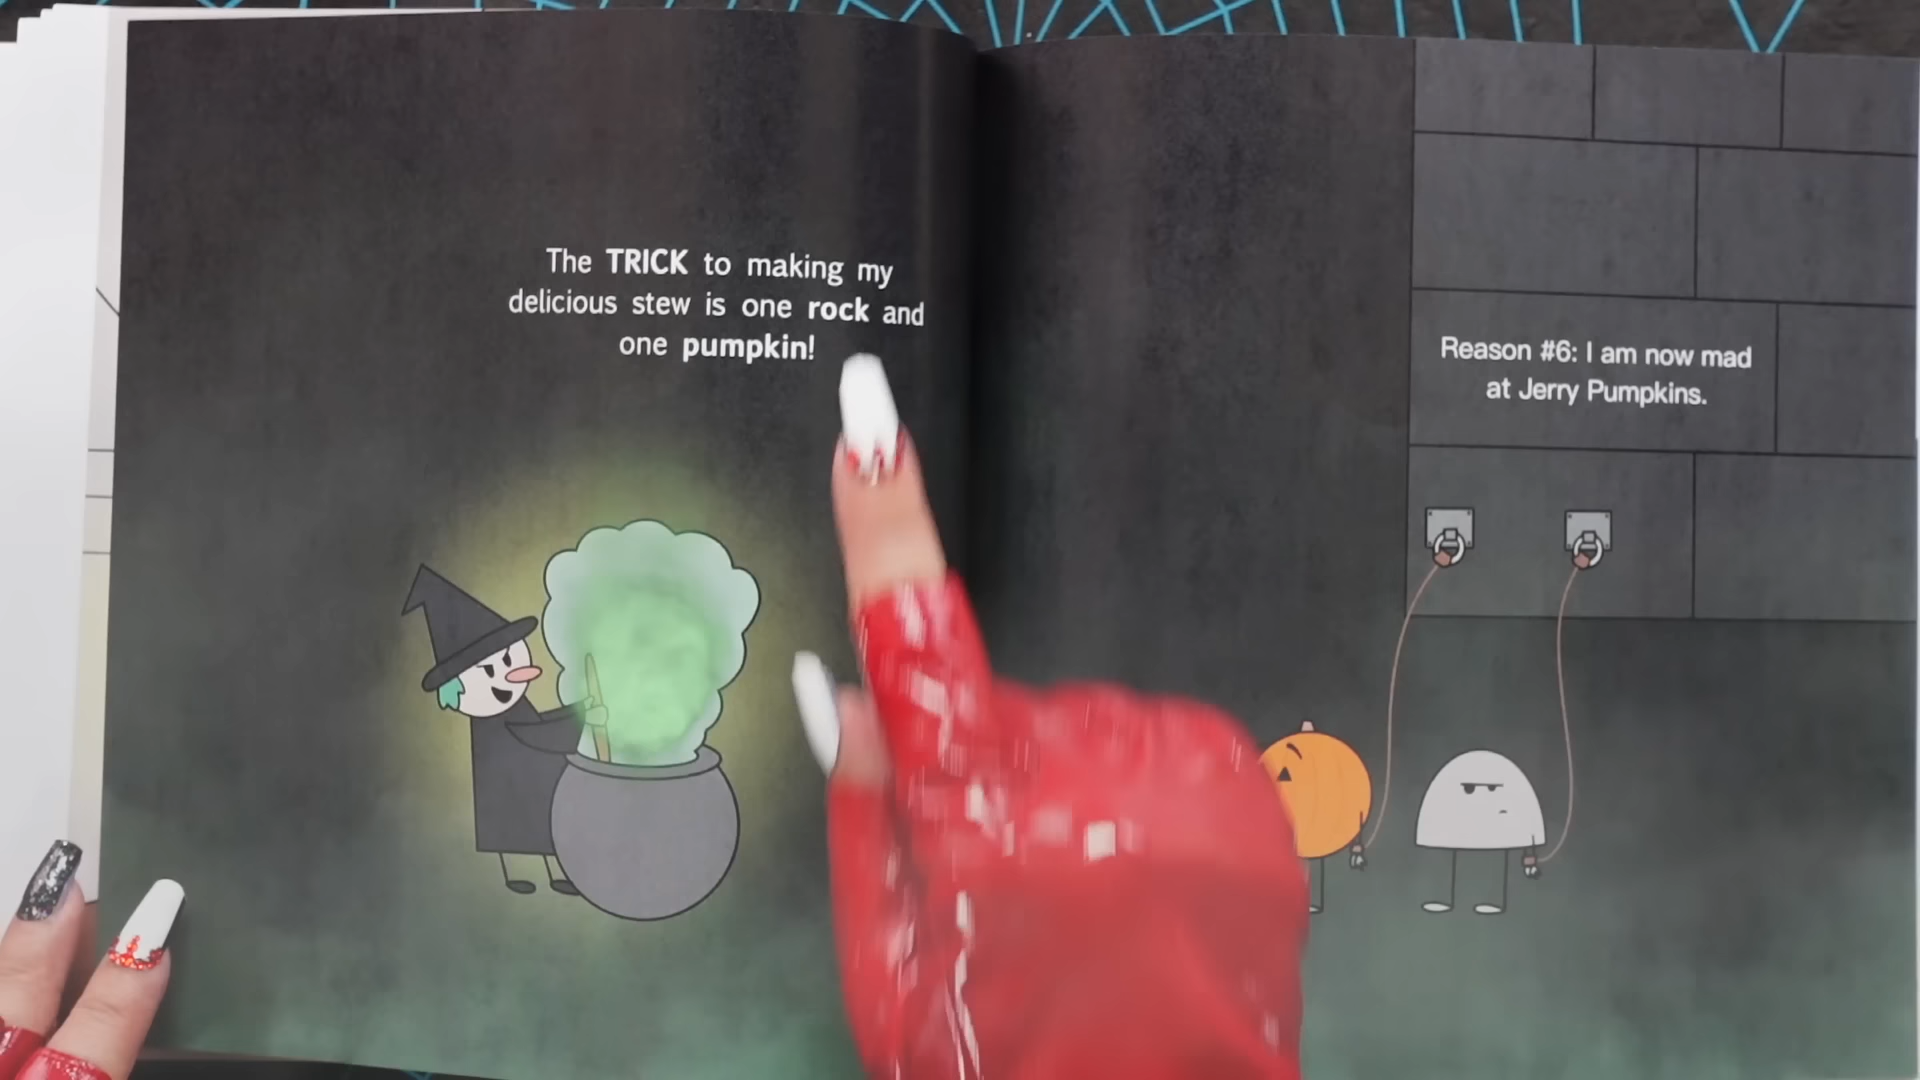 The TRICK to making my
delicious stew is one rock and
one pumpkin!
Reason #6: I am now mad
at Jerry Pumpkins.